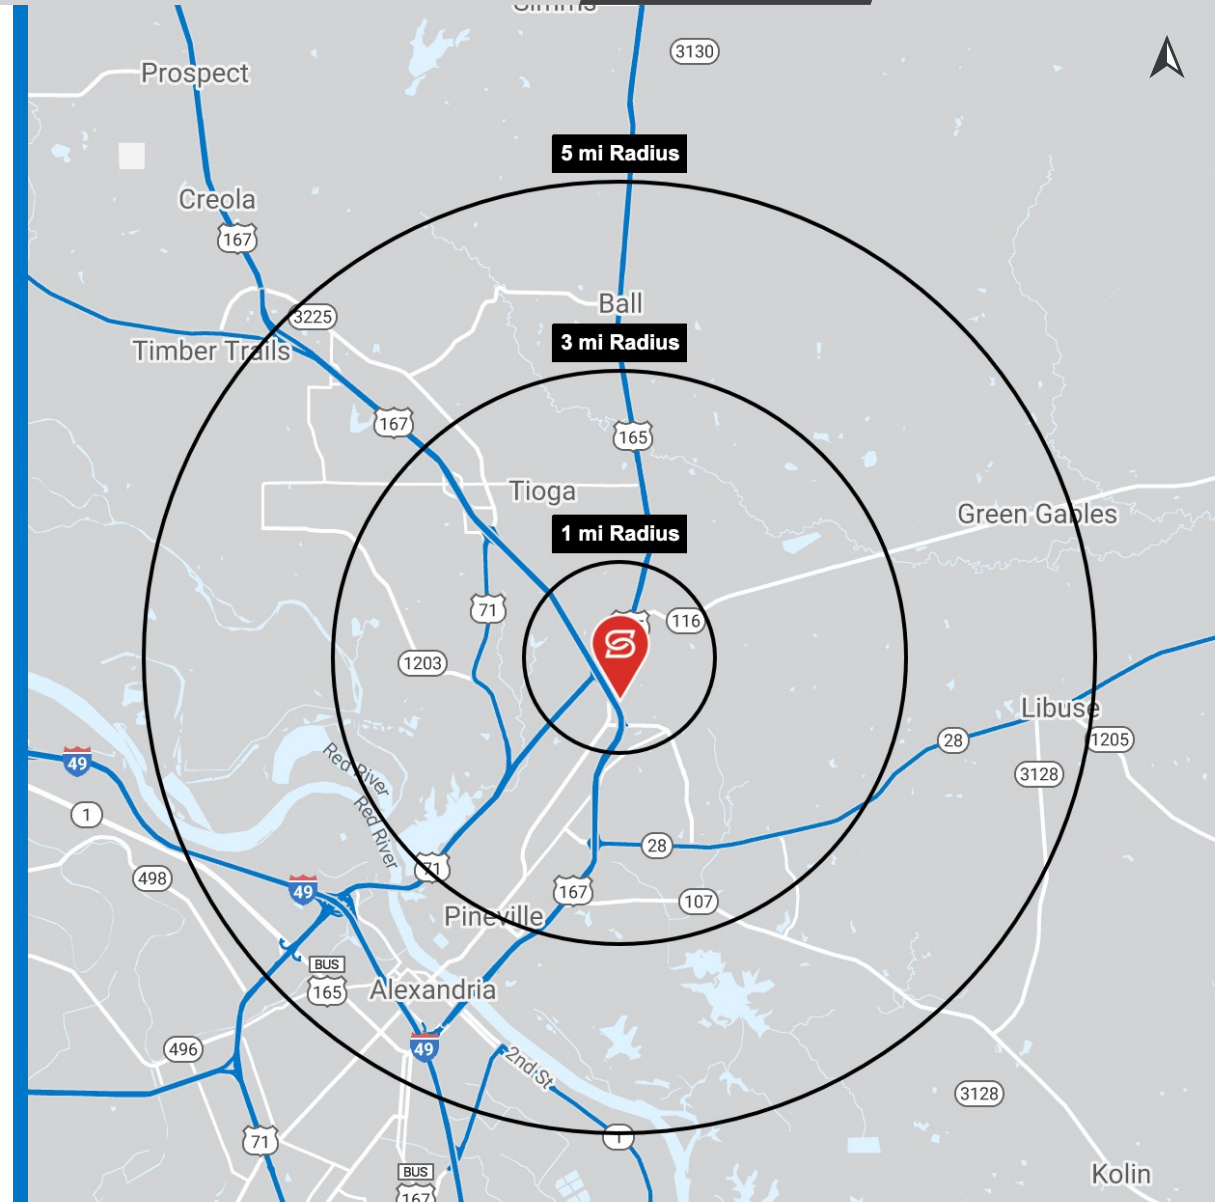 Simms
3130
Prospect
5 mi Radius
Creola
167
Ball
3225
3 mi Radius
Timber Trails
167
165
Tioga
Green Gables
1 mi Radius
71
116
1203
Libuse
28
1205
Red River
49
3128
1
Red River
28
71
498
49
167
107
Pineville
BUS
165
Alexandria
49
496
2nd St
3128
1
71
BUS
167
Kolin